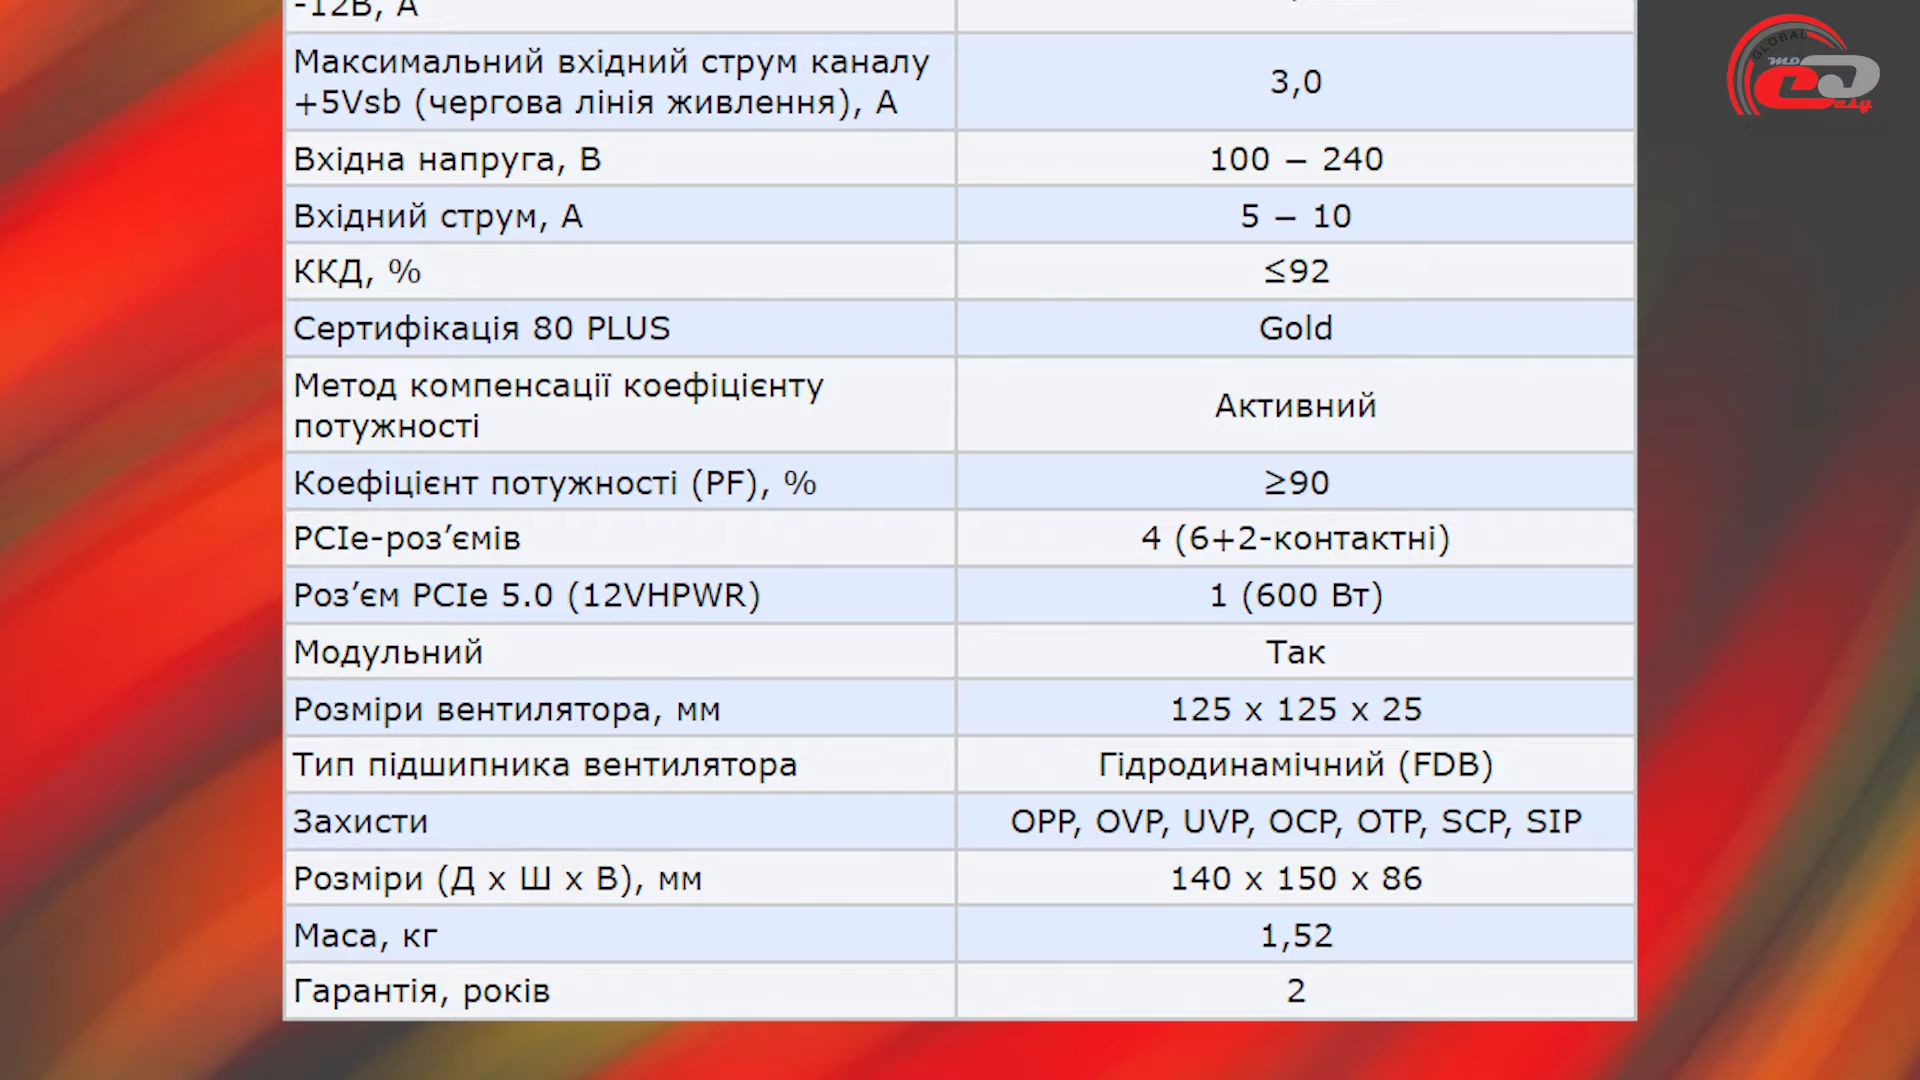 -12В, А
Максимальний вхідний струм каналу
+5Vsb (чергова лінія живлення), А
3,0
Вхідна напруга, В
100 – 240
Вхідний струм, А
5 – 10
ККД, %
≤92
Сертифікація 80 PLUS
Gold
Метод компенсації коефіцієнту
потужності
Активний
Коефіцієнт потужності (PF), %
≥90
PCIe-роз’ємів
4 (6+2-контактні)
Роз’єм PCIe 5.0 (12VHPWR)
1 (600 Вт)
Модульний
Так
Розміри вентилятора, мм
125 x 125 x 25
Тип підшипника вентилятора
Гідродинамічний (FDB)
Захисти
OPP, OVP, UVP, OCP, OTP, SCP, SIP
Розміри (Д х Ш х В), мм
140 х 150 х 86
Маса, кг
1,52
Гарантія, років
2
GLOBAL